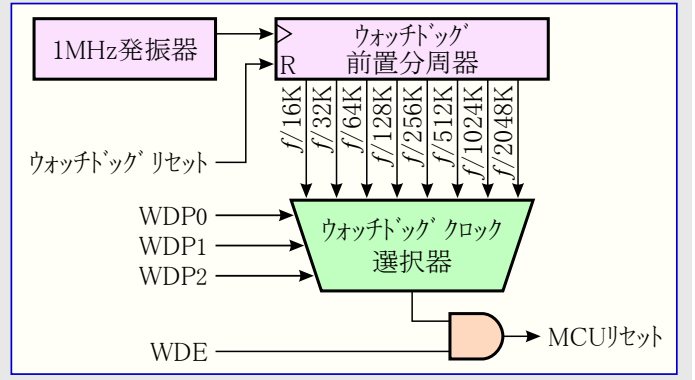 1MHz発振器
ウォッチドッグ
前置分周器
R
f/16K
f/32K
f/64K
f/128K
f/256K
f/512K
f/1024K
f/2048K
ウォッチドッグ リセット
WDP0
WDP1
WDP2
ウォッチドッグ クロック
選択器
WDE
MCUリセット